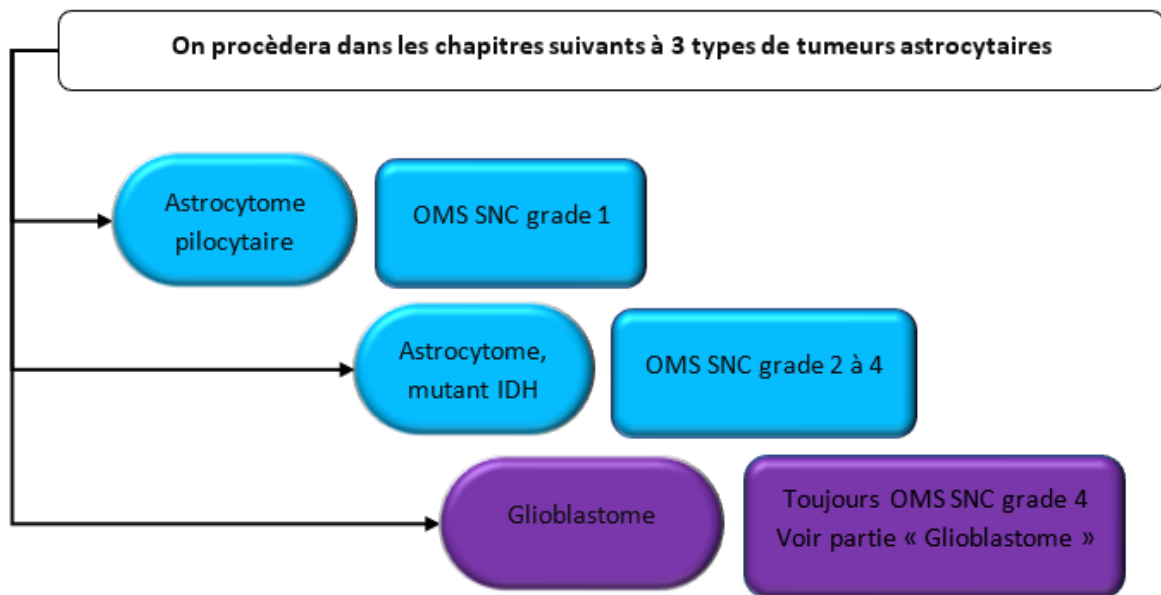 On procèdera dans les chapitres suivants à 3 types de tumeurs astrocytaires
Astrocytome
pilocytaire
OMS SNC grade 1
Astrocytome,
mutant IDH
OMS SNC grade 2 à 4
Glioblastome
Toujours OMS SNC grade 4
Voir partie « Glioblastome »